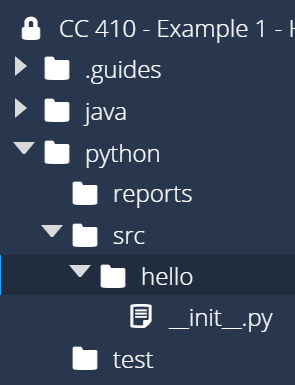 CC 410 - Example 1 - H
.guides
java
python
reports
src
hello
__init__.py
test